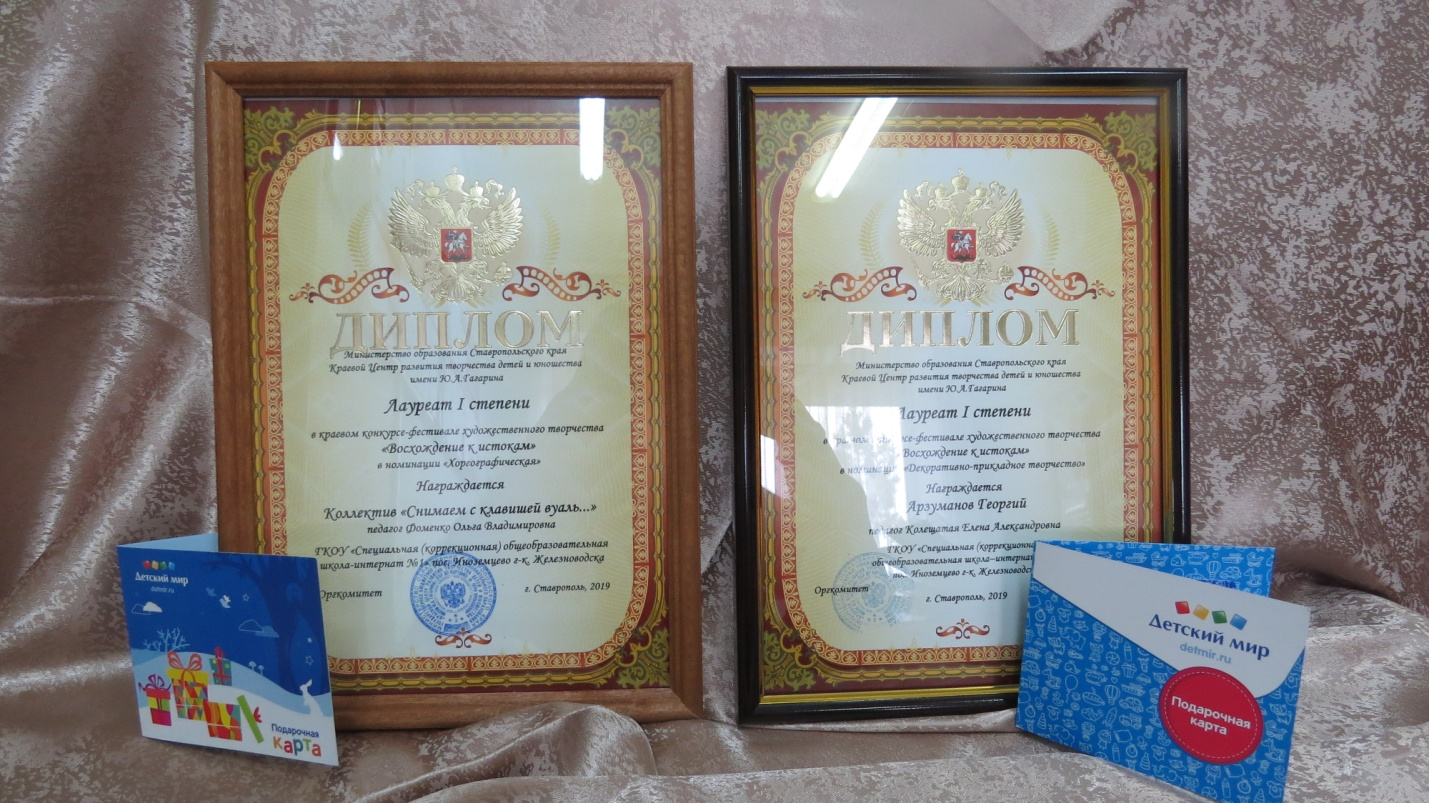 ДИПЛОМ
Министерство образования Ставропольского края
Краевой Центр развития творчества детей и юношества
имени Ю.А.Гагарина
Лауреат I степени
в краевом конкурсе-фестивале художественного творчества
«Восхождение к истокам»
в номинации «Хореографическая»
Награждается
Коллектив «Снимаем с клавишей вуаль...»
педагог Доменко Ольга Владимировна
ГКОУ «Специальная (коррекционная) общеобразовательная
школа-интернат №1» пос. Иноземцево г-к. Железноводска
Оргкомитет
г. Ставрополь, 2019
ДИПЛОМ
Министерство образования Ставропольского края
Краевой Центр развития творчества детей и юношества
имени Ю.А.Гагарина
Лауреат I степени
в краевом конкурсе-фестивале художественного творчества
«Восхождение к истокам»
в номинации «Декоративно-прикладное творчество»
Награждается
Арзуманов Георгий
педагог Колещатая Елена Александровна
ГКОУ «Специальная (коррекционная
общеобразовательная школа–интернат
пос. Иноземцево г-к. Железноводск
Оргкомитет
г. Ставрополь, 2019
Детский мир
detmir.ru
Подарочная
карта
Детский мир
detmir.ru
Подарочная
карта